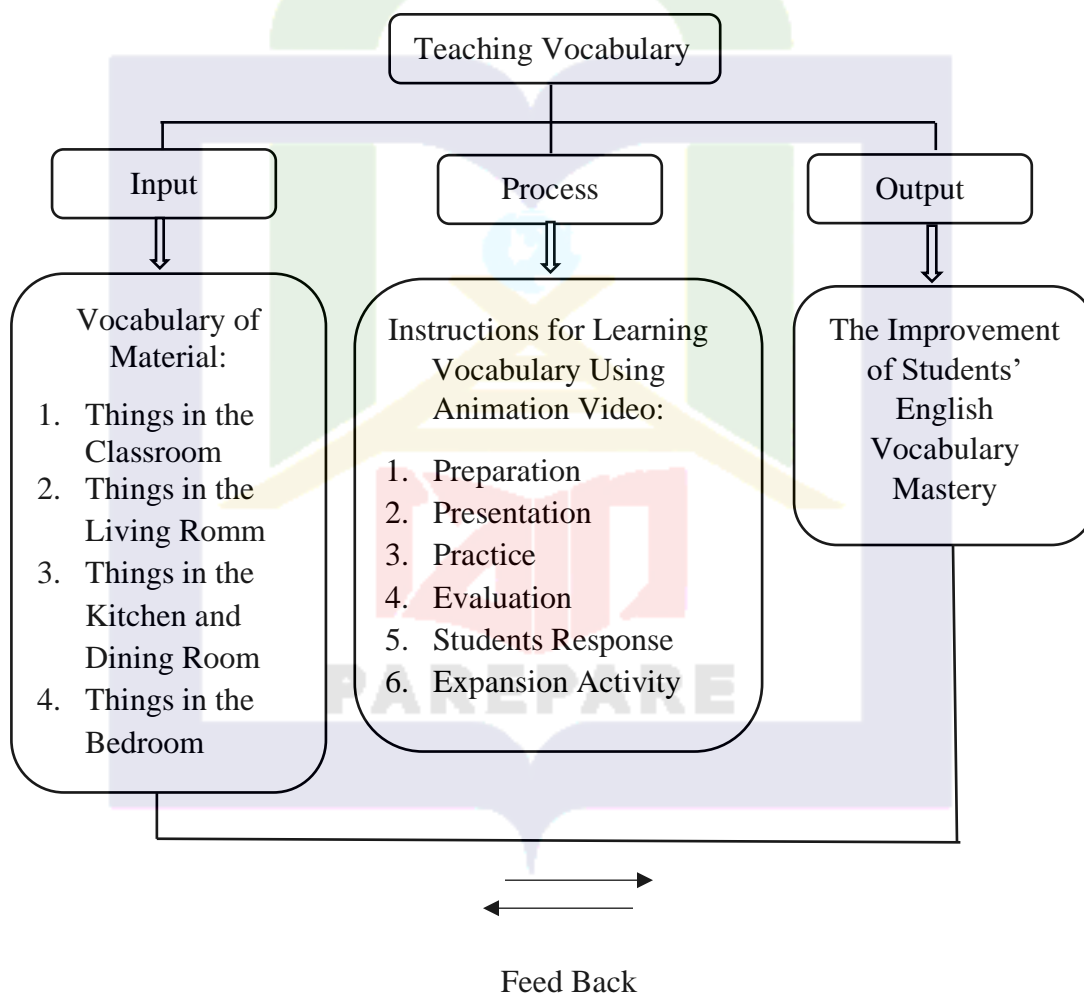 Teaching Vocabulary
Input
Process
Output
Vocabulary of
Material:
1. Things in the
Classroom
2. Things in the
Living Romm
3. Things in the
Kitchen and
Dining Room
4. Things in the
Bedroom
Instructions for Learning
Vocabulary Using
Animation Video:
1. Preparation
2. Presentation
3. Practice
4. Evaluation
5. Students Response
6. Expansion Activity
The Improvement
of Students’
English
Vocabulary
Mastery
PAREPARE
Feed Back